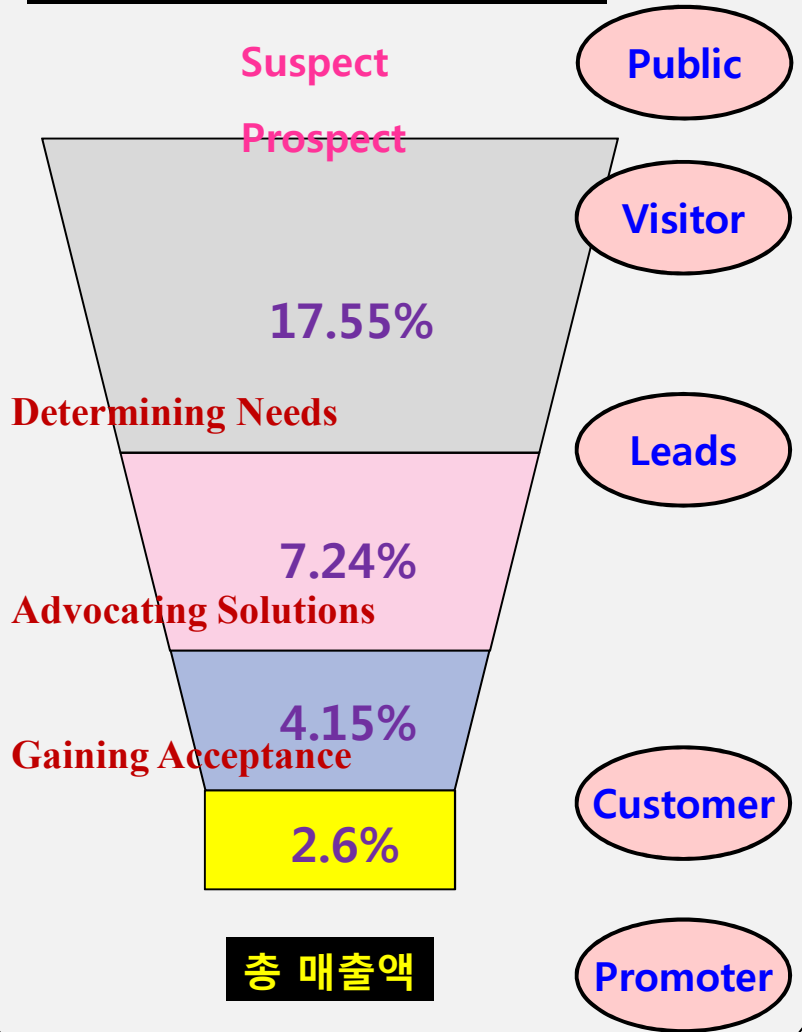 Suspect
Public
Prospect
Visitor
17.55%
Determining Needs
Leads
7.24%
Advocating Solutions
4.15%
Gaining Acceptance
Customer
2.6%
총 매출액
Promoter